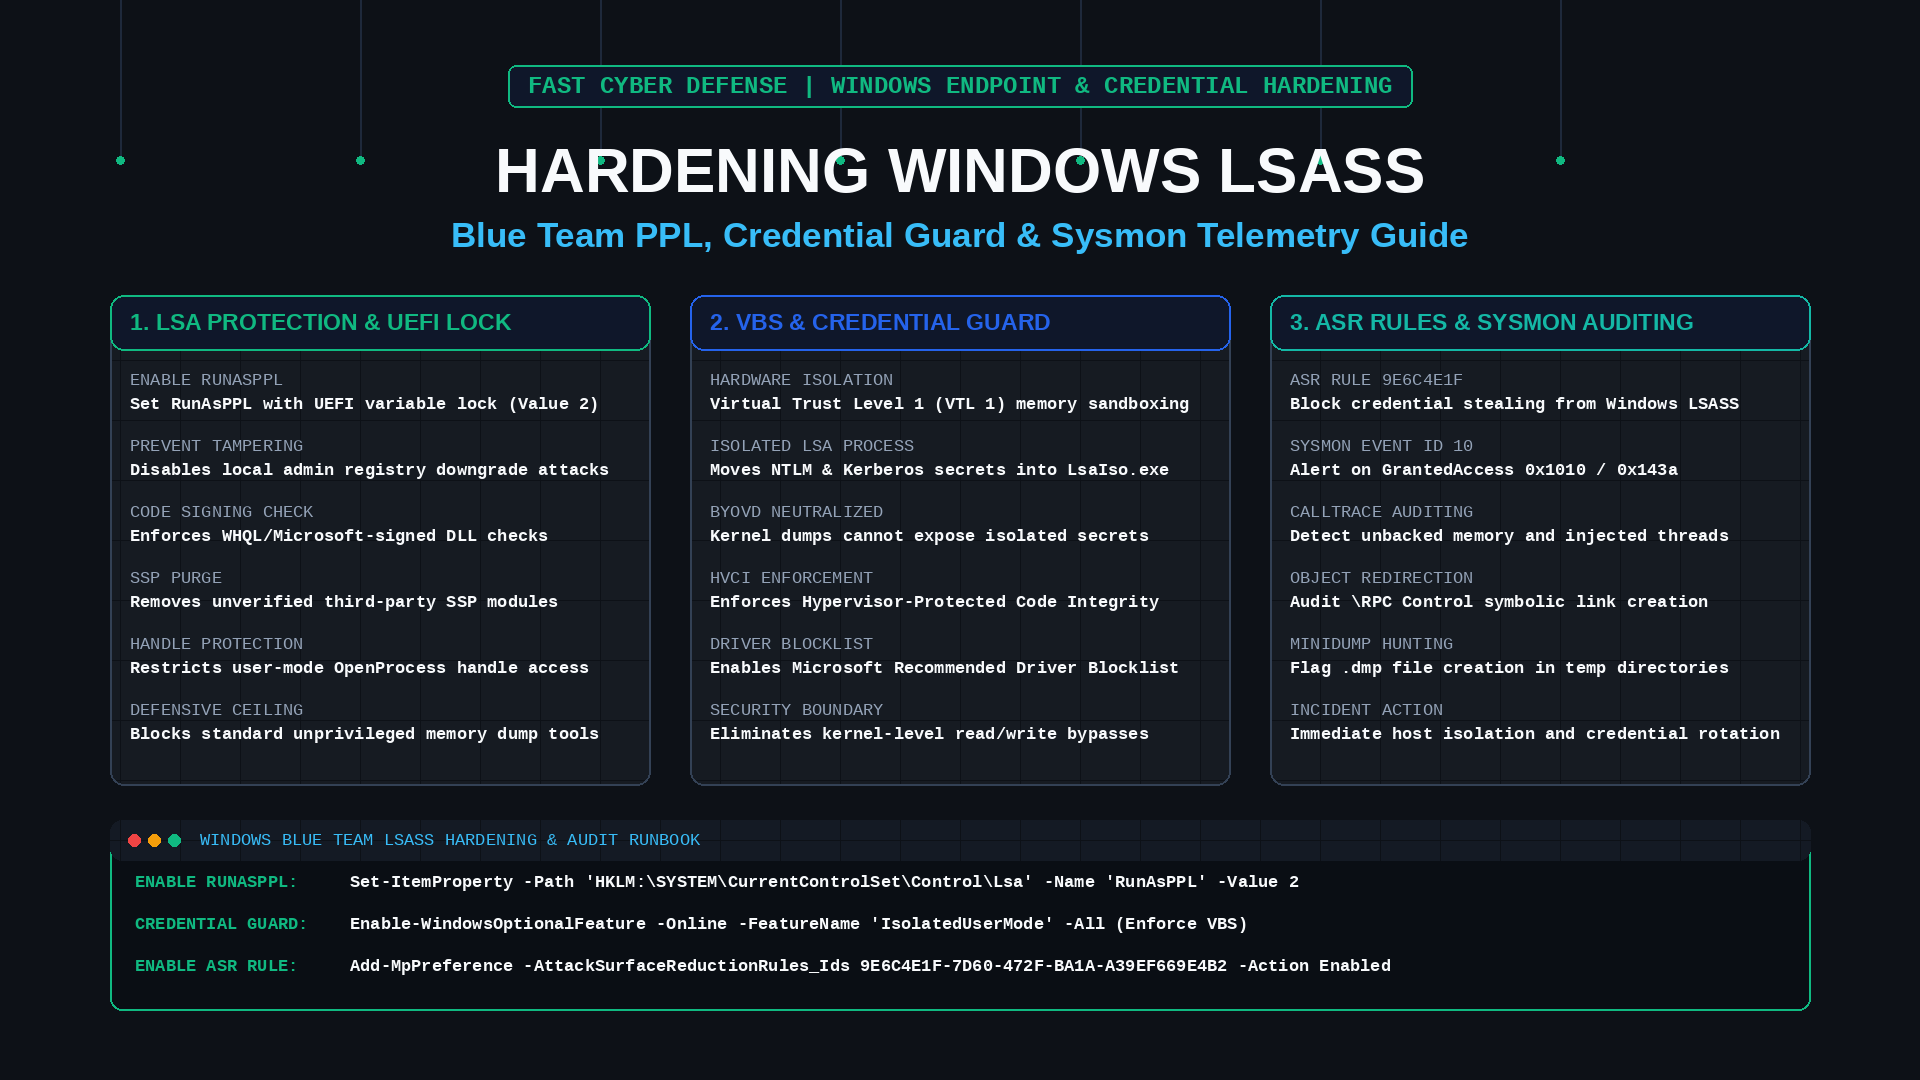 FAST CYBER DEFENSE | WINDOWS ENDPOINT & CREDENTIAL HARDENING
HARDENING WINDOWS LSASS
Blue Team PPL, Credential Guard & Sysmon Telemetry Guide
1. LSA PROTECTION & UEFI LOCK
ENABLE RUNASPPL
Set RunAsPPL with UEFI variable lock (Value 2)
PREVENT TAMPERING
Disables local admin registry downgrade attacks
CODE SIGNING CHECK
Enforces WHQL/Microsoft-signed DLL checks
SSP PURGE
Removes unverified third-party SSP modules
HANDLE PROTECTION
Restricts user-mode OpenProcess handle access
DEFENSIVE CEILING
Blocks standard unprivileged memory dump tools
2. VBS & CREDENTIAL GUARD
HARDWARE ISOLATION
Virtual Trust Level 1 (VTL 1) memory sandboxing
ISOLATED LSA PROCESS
Moves NTLM & Kerberos secrets into LsaIso.exe
BYOVD NEUTRALIZED
Kernel dumps cannot expose isolated secrets
HVCI ENFORCEMENT
Enforces Hypervisor-Protected Code Integrity
DRIVER BLOCKLIST
Enables Microsoft Recommended Driver Blocklist
SECURITY BOUNDARY
Eliminates kernel-level read/write bypasses
3. ASR RULES & SYSMON AUDITING
ASR RULE 9E6C4E1F
Block credential stealing from Windows LSASS
SYSMON EVENT ID 10
Alert on GrantedAccess 0x1010 / 0x143a
CALLTRACE AUDITING
Detect unbacked memory and injected threads
OBJECT REDIRECTION
Audit \RPC Control symbolic link creation
MINIDUMP HUNTING
Flag .dmp file creation in temp directories
INCIDENT ACTION
Immediate host isolation and credential rotation
WINDOWS BLUE TEAM LSASS HARDENING & AUDIT RUNBOOK
ENABLE RUNASPPL: Set-ItemProperty -Path 'HKLM:\SYSTEM\CurrentControlSet\Control\Lsa' -Name 'RunAsPPL' -Value 2
CREDENTIAL GUARD: Enable-WindowsOptionalFeature -Online -FeatureName 'IsolatedUserMode' -All (Enforce VBS)
ENABLE ASR RULE: Add-MpPreference -AttackSurfaceReductionRules_Ids 9E6C4E1F-7D60-472F-BA1A-A39EF669E4B2 -Action Enabled